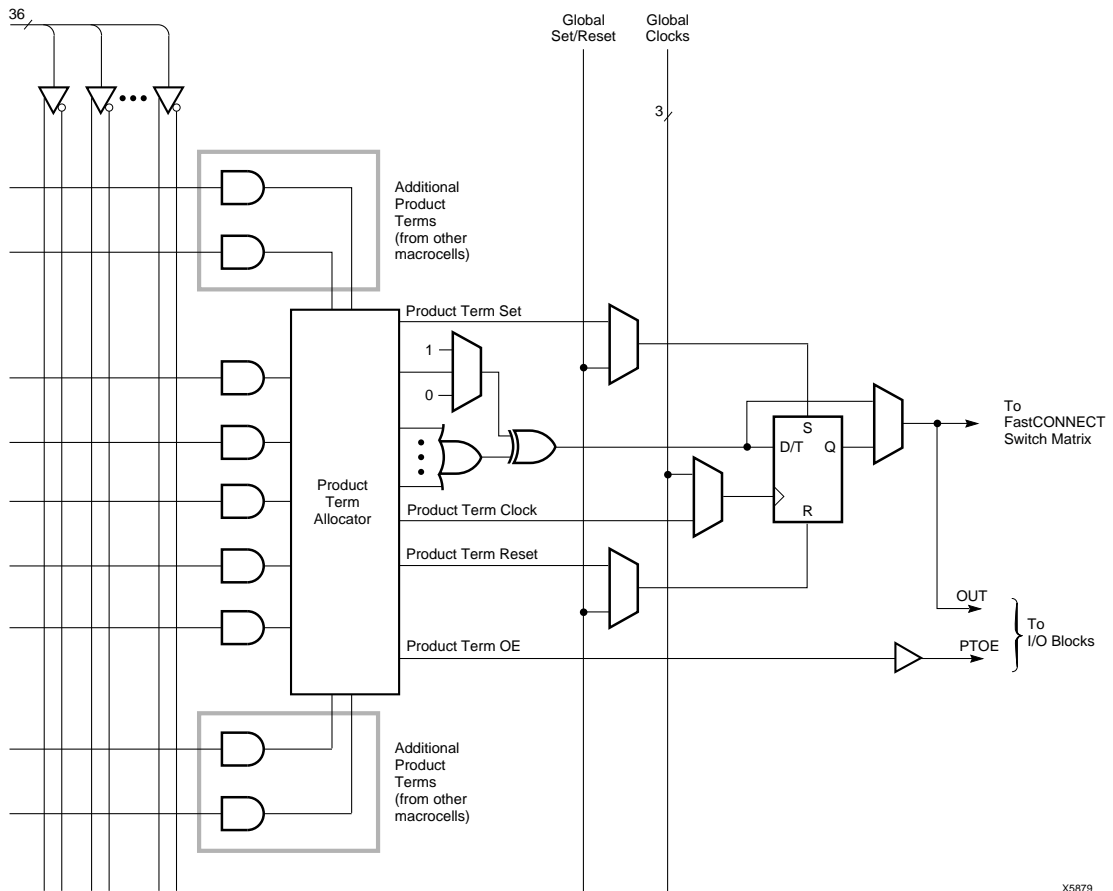 36
Global
Set/Reset
Global
Clocks
3
Additional
Product
Terms
(from other
macrocells)
Product Term Set
1
0
Product
Term
Allocator
S
D/T
Q
R
To
FastCONNECT
Switch Matrix
Product Term Clock
Product Term Reset
OUT
Product Term OE
PTOE
To
I/O Blocks
Additional
Product
Terms
(from other
macrocells)
X5879